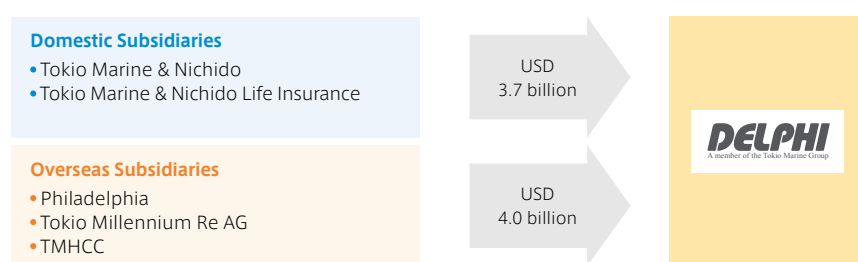 Domestic Subsidiaries
• Tokio Marine & Nichido
• Tokio Marine & Nichido Life Insurance
USD
3.7 billion
Overseas Subsidiaries
• Philadelphia
• Tokio Millennium Re AG
• TMHCC
USD
4.0 billion
DELPHI
A member of the Tokio Marine Group